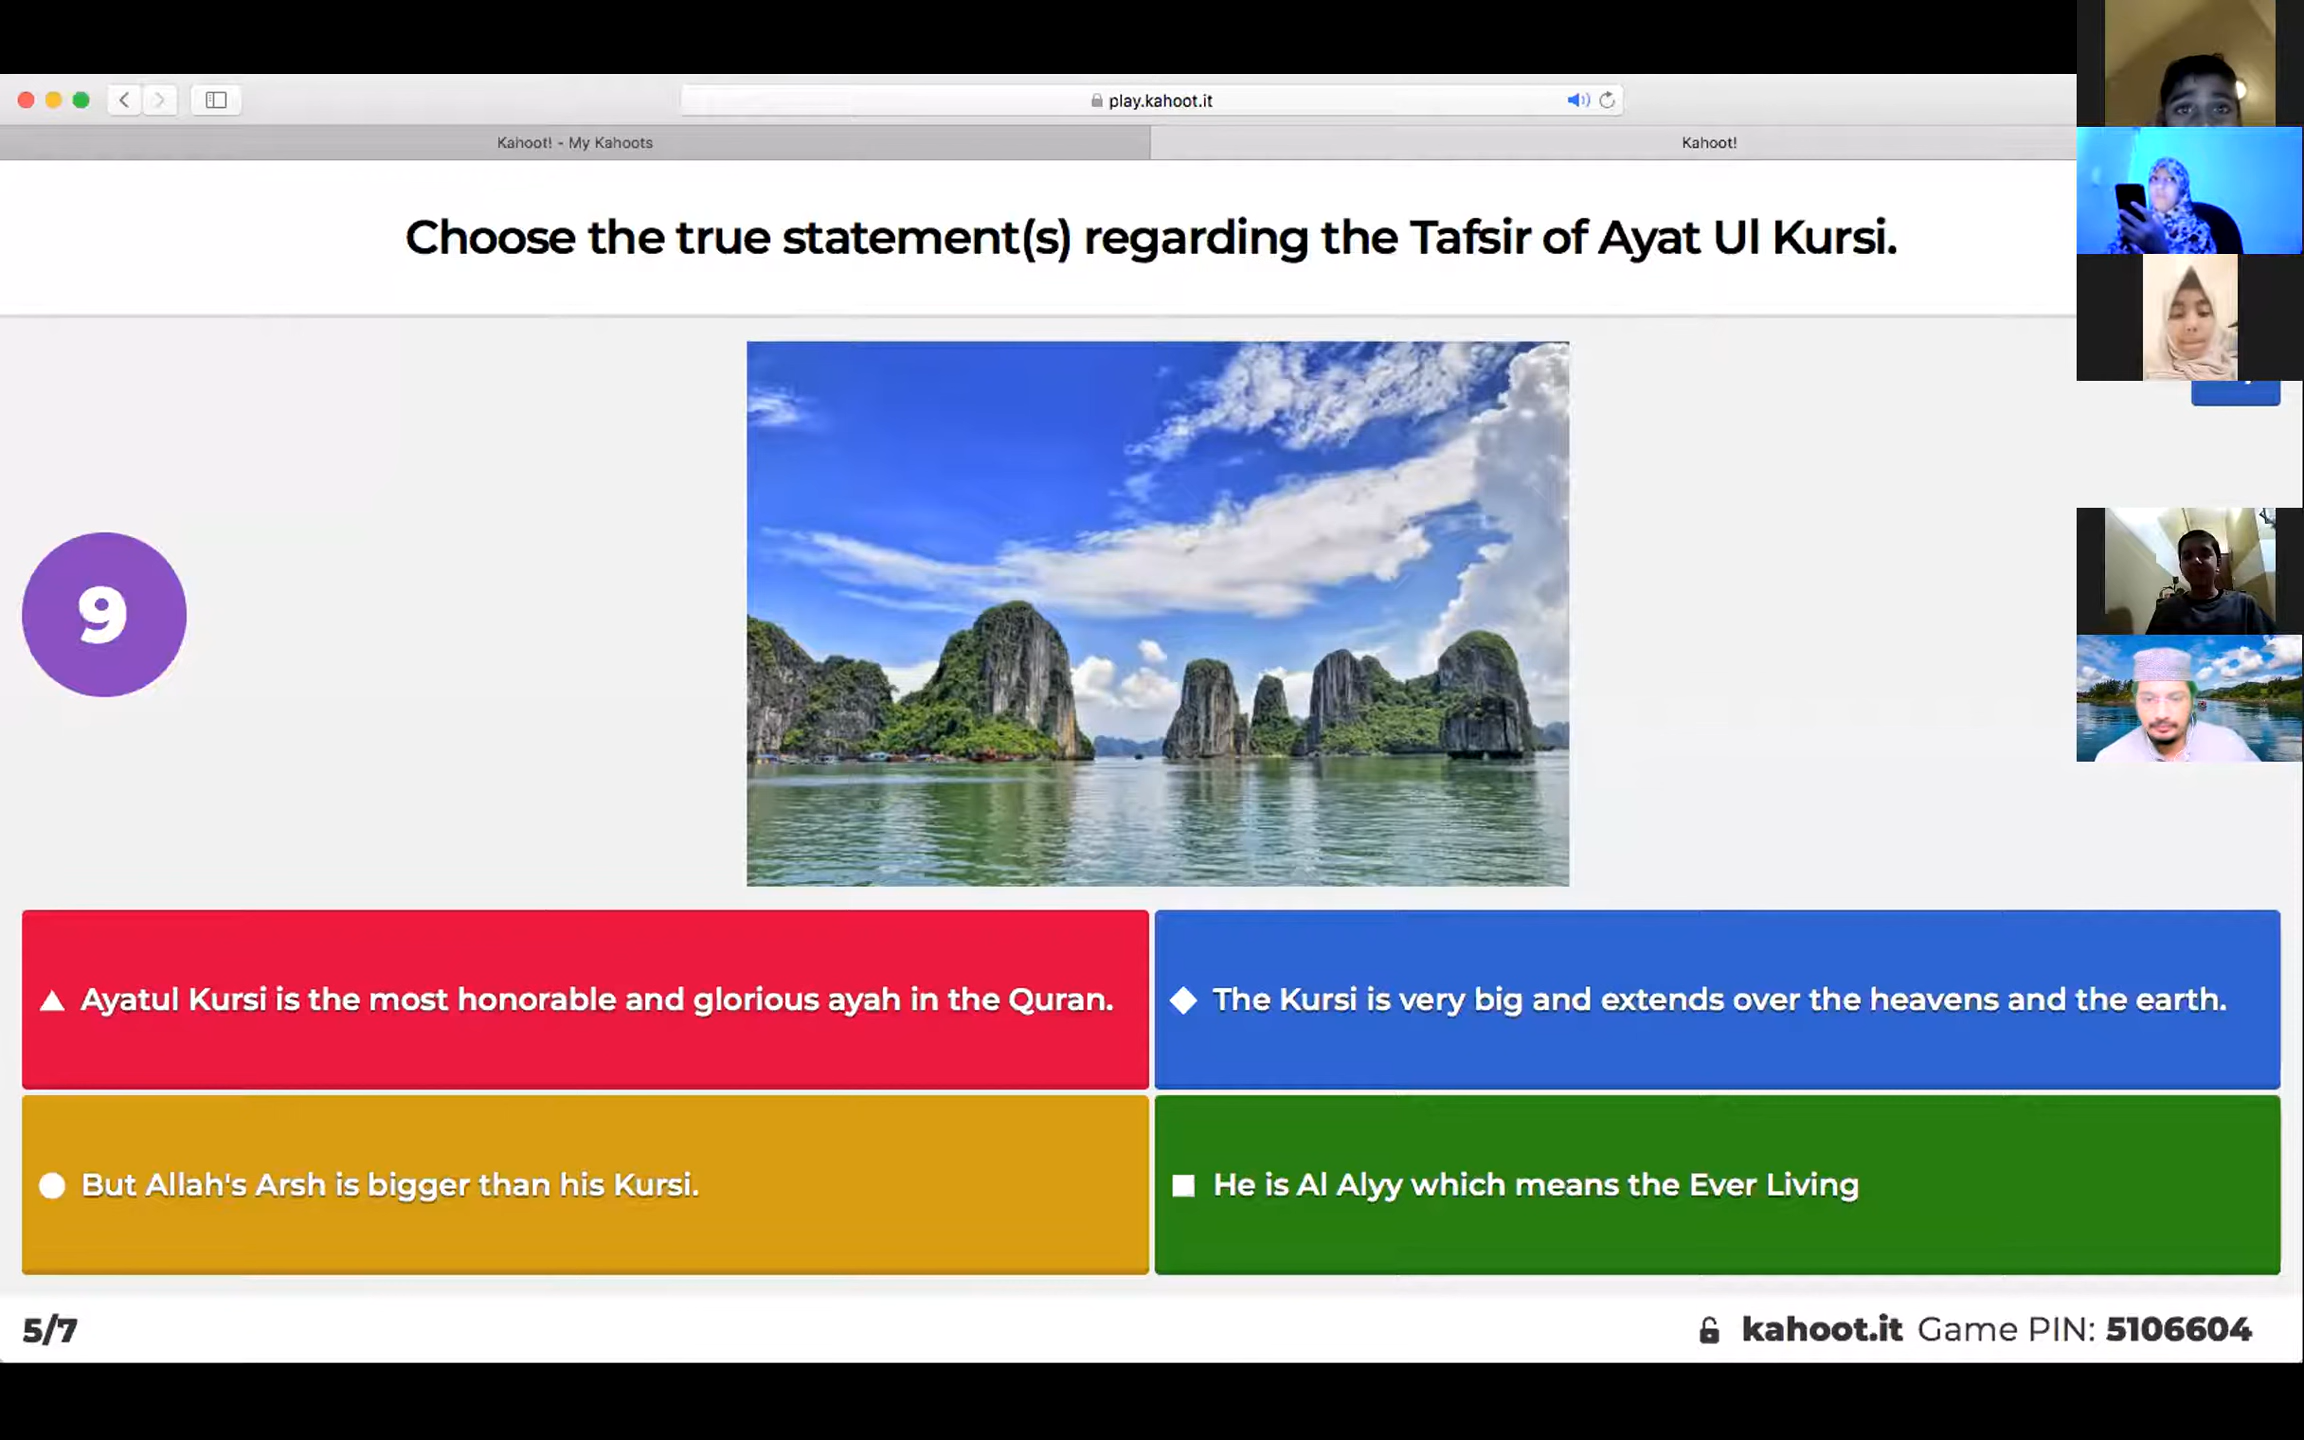 play.kahoot.it
Kahoot! - My Kahoots
Kahoot!
Choose the true statement(s) regarding the Tafsir of Ayat Ul Kursi.
9
Ayatul Kursi is the most honorable and glorious ayah in the Quran.
The Kursi is very big and extends over the heavens and the earth.
But Allah's Arsh is bigger than his Kursi.
He is Al Alyy which means the Ever Living
5/7
kahoot.it Game PIN: 5106604